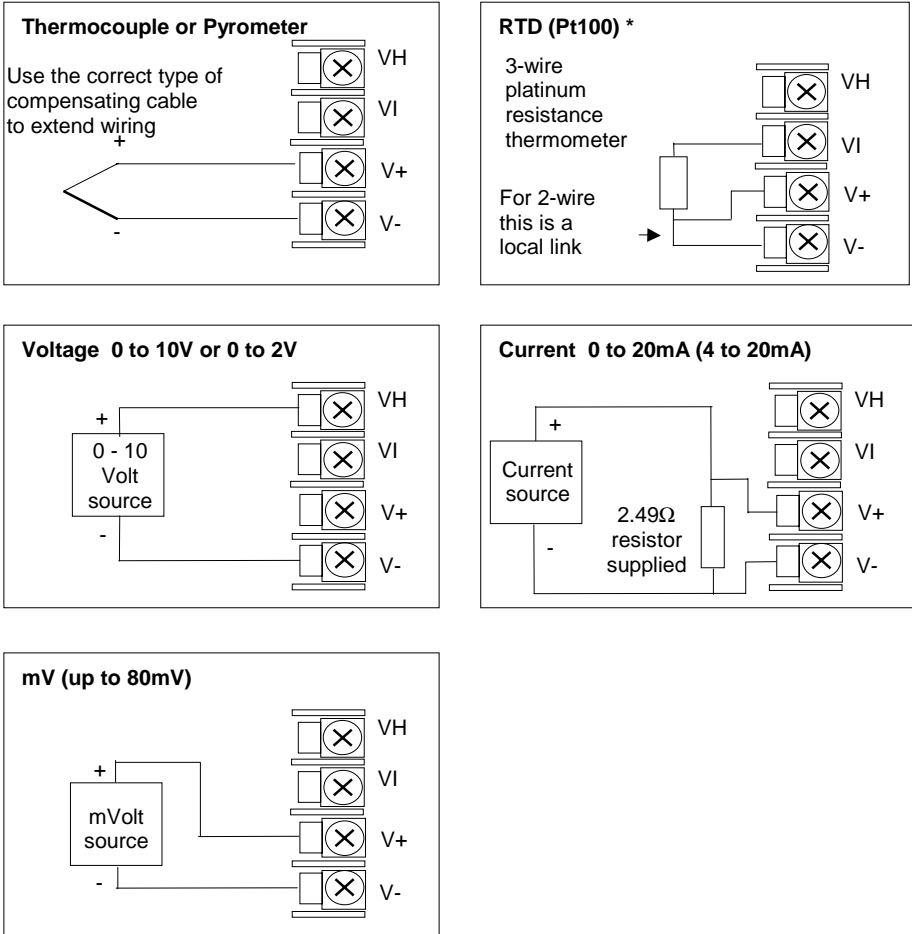 Thermocouple or Pyrometer
Use the correct type of
compensating cable
to extend wiring
+
-
VH
VI
V+
V-
RTD (Pt100) *
3-wire
platinum
resistance
thermometer
For 2-wire
this is a
local link
VH
VI
V+
V-
Voltage 0 to 10V or 0 to 2V
+
0 - 10
Volt
source
-
VH
VI
V+
V-
Current 0 to 20mA (4 to 20mA)
+
Current
source
-
2.49Ω
resistor
supplied
VH
VI
V+
V-
mV (up to 80mV)
+
mVolt
source
-
VH
VI
V+
V-